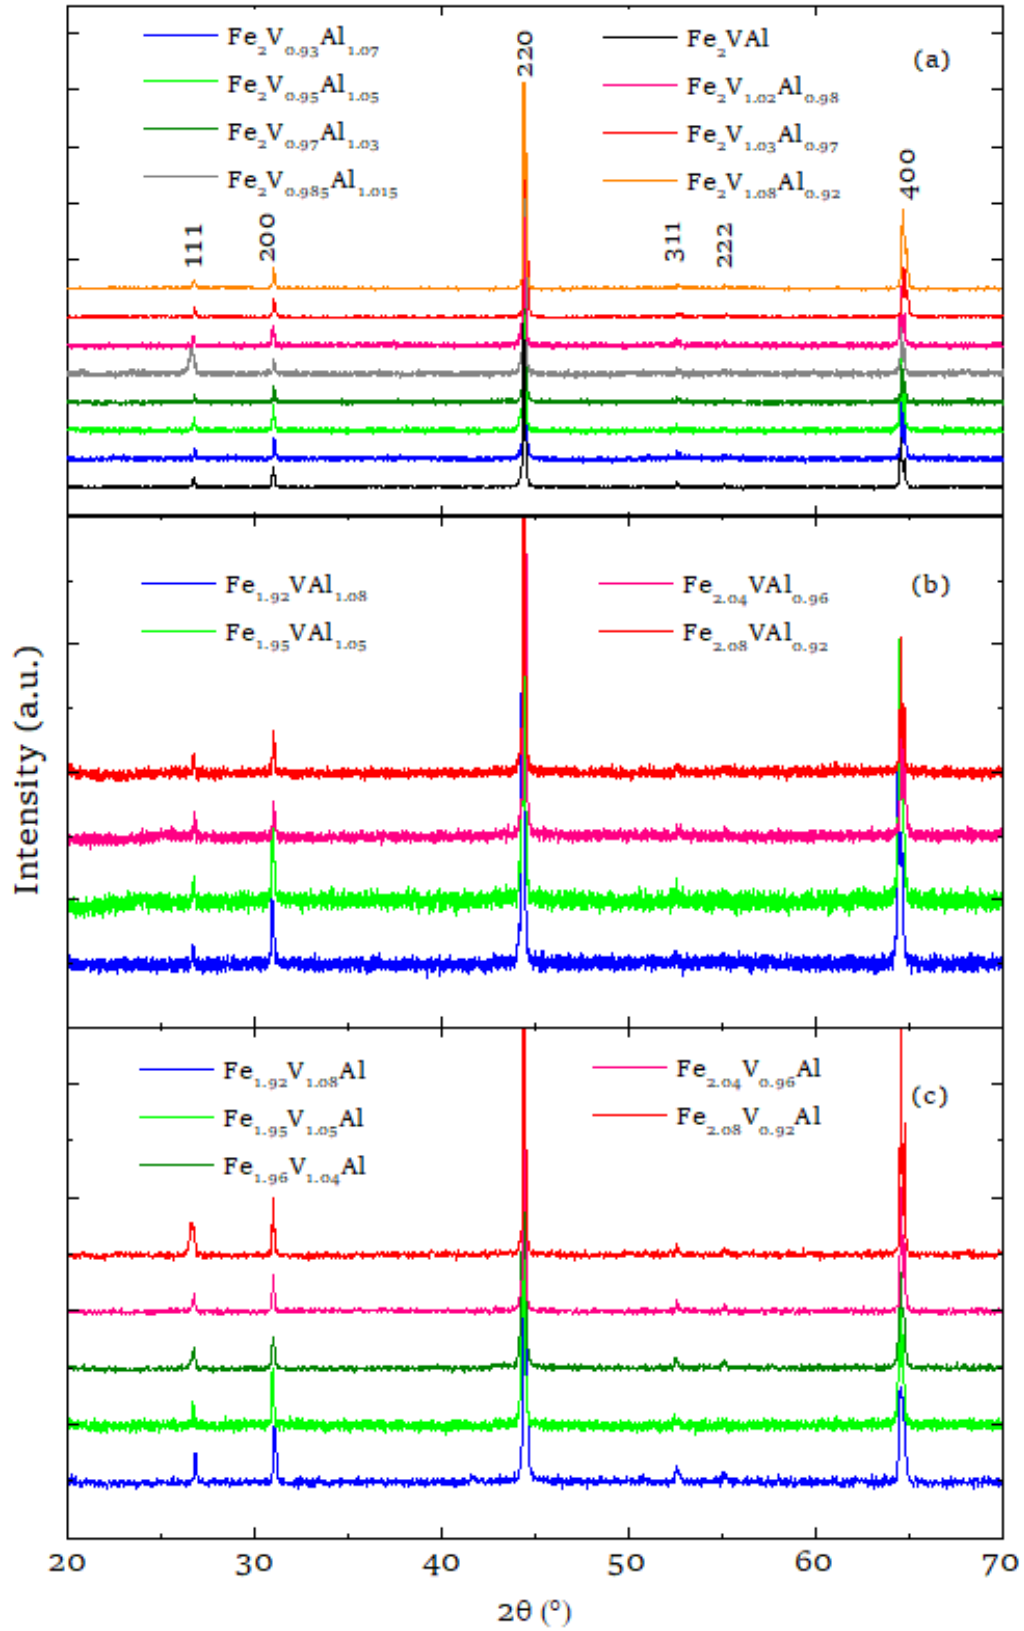 Fe₂V₀.₉₃Al₁.₀₇
Fe₂V₀.₉₅Al₁.₀₅
Fe₂V₀.₉₇Al₁.₀₃
Fe₂V₀.₉₈₅Al₁.₀₁₅
Fe₂VAl
Fe₂V₁.₀₂Al₀.₉₈
Fe₂V₁.₀₃Al₀.₉₇
Fe₂V₁.₀₈Al₀.₉₂
(a)
111
200
220
311
222
400
Fe₁.₉₂VAl₁.₀₈
Fe₁.₉₅VAl₁.₀₅
Fe₂.₀₄VAl₀.₉₆
Fe₂.₀₈VAl₀.₉₂
(b)
Fe₁.₉₂V₁.₀₈Al
Fe₁.₉₅V₁.₀₅Al
Fe₁.₉₆V₁.₀₄Al
Fe₂.₀₄V₀.₉₆Al
Fe₂.₀₈V₀.₉₂Al
(c)
Intensity (a.u.)
20 30 40 50 60 70
2θ (°)